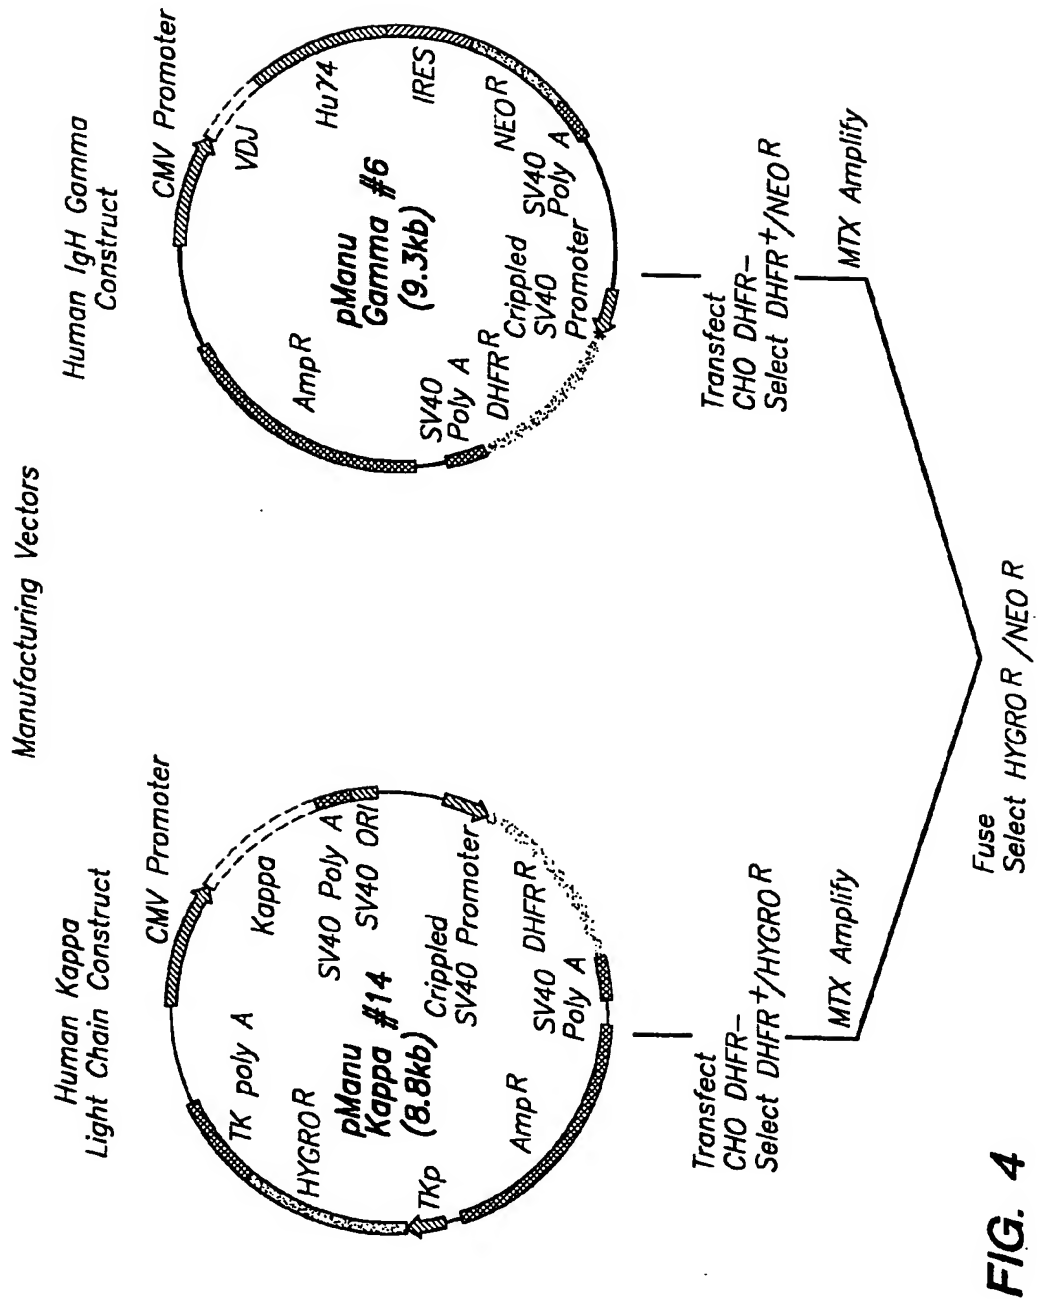 Manufacturing Vectors
Human Kappa
Light Chain Construct
CMV Promoter
Kappa
SV40 Poly A
SV40 ORI
Crippled
SV40 Promoter
DHFR R
SV40
Poly A
AmpR
TKp
HYGRO R
TK poly A
pManu
Kappa #14
(8.8kb)
Transfect
CHO DHFR-
Select DHFR+/HYGRO R
MTX Amplify
Human IgH Gamma
Construct
CMV Promoter
VDJ
Huγ4
IRES
NEO R
SV40
Poly A
Crippled
SV40
Promoter
DHFR R
SV40
Poly A
AmpR
pManu
Gamma #6
(9.3kb)
Transfect
CHO DHFR-
Select DHFR+/NEO R
MTX Amplify
Fuse
Select HYGRO R /NEO R
FIG. 4